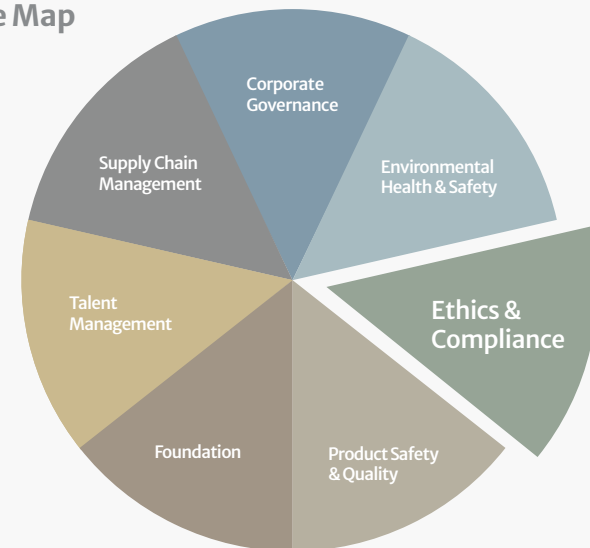 e Map
Corporate
Governance
Environmental
Health & Safety
Supply Chain
Management
Ethics &
Compliance
Talent
Management
Product Safety
& Quality
Foundation